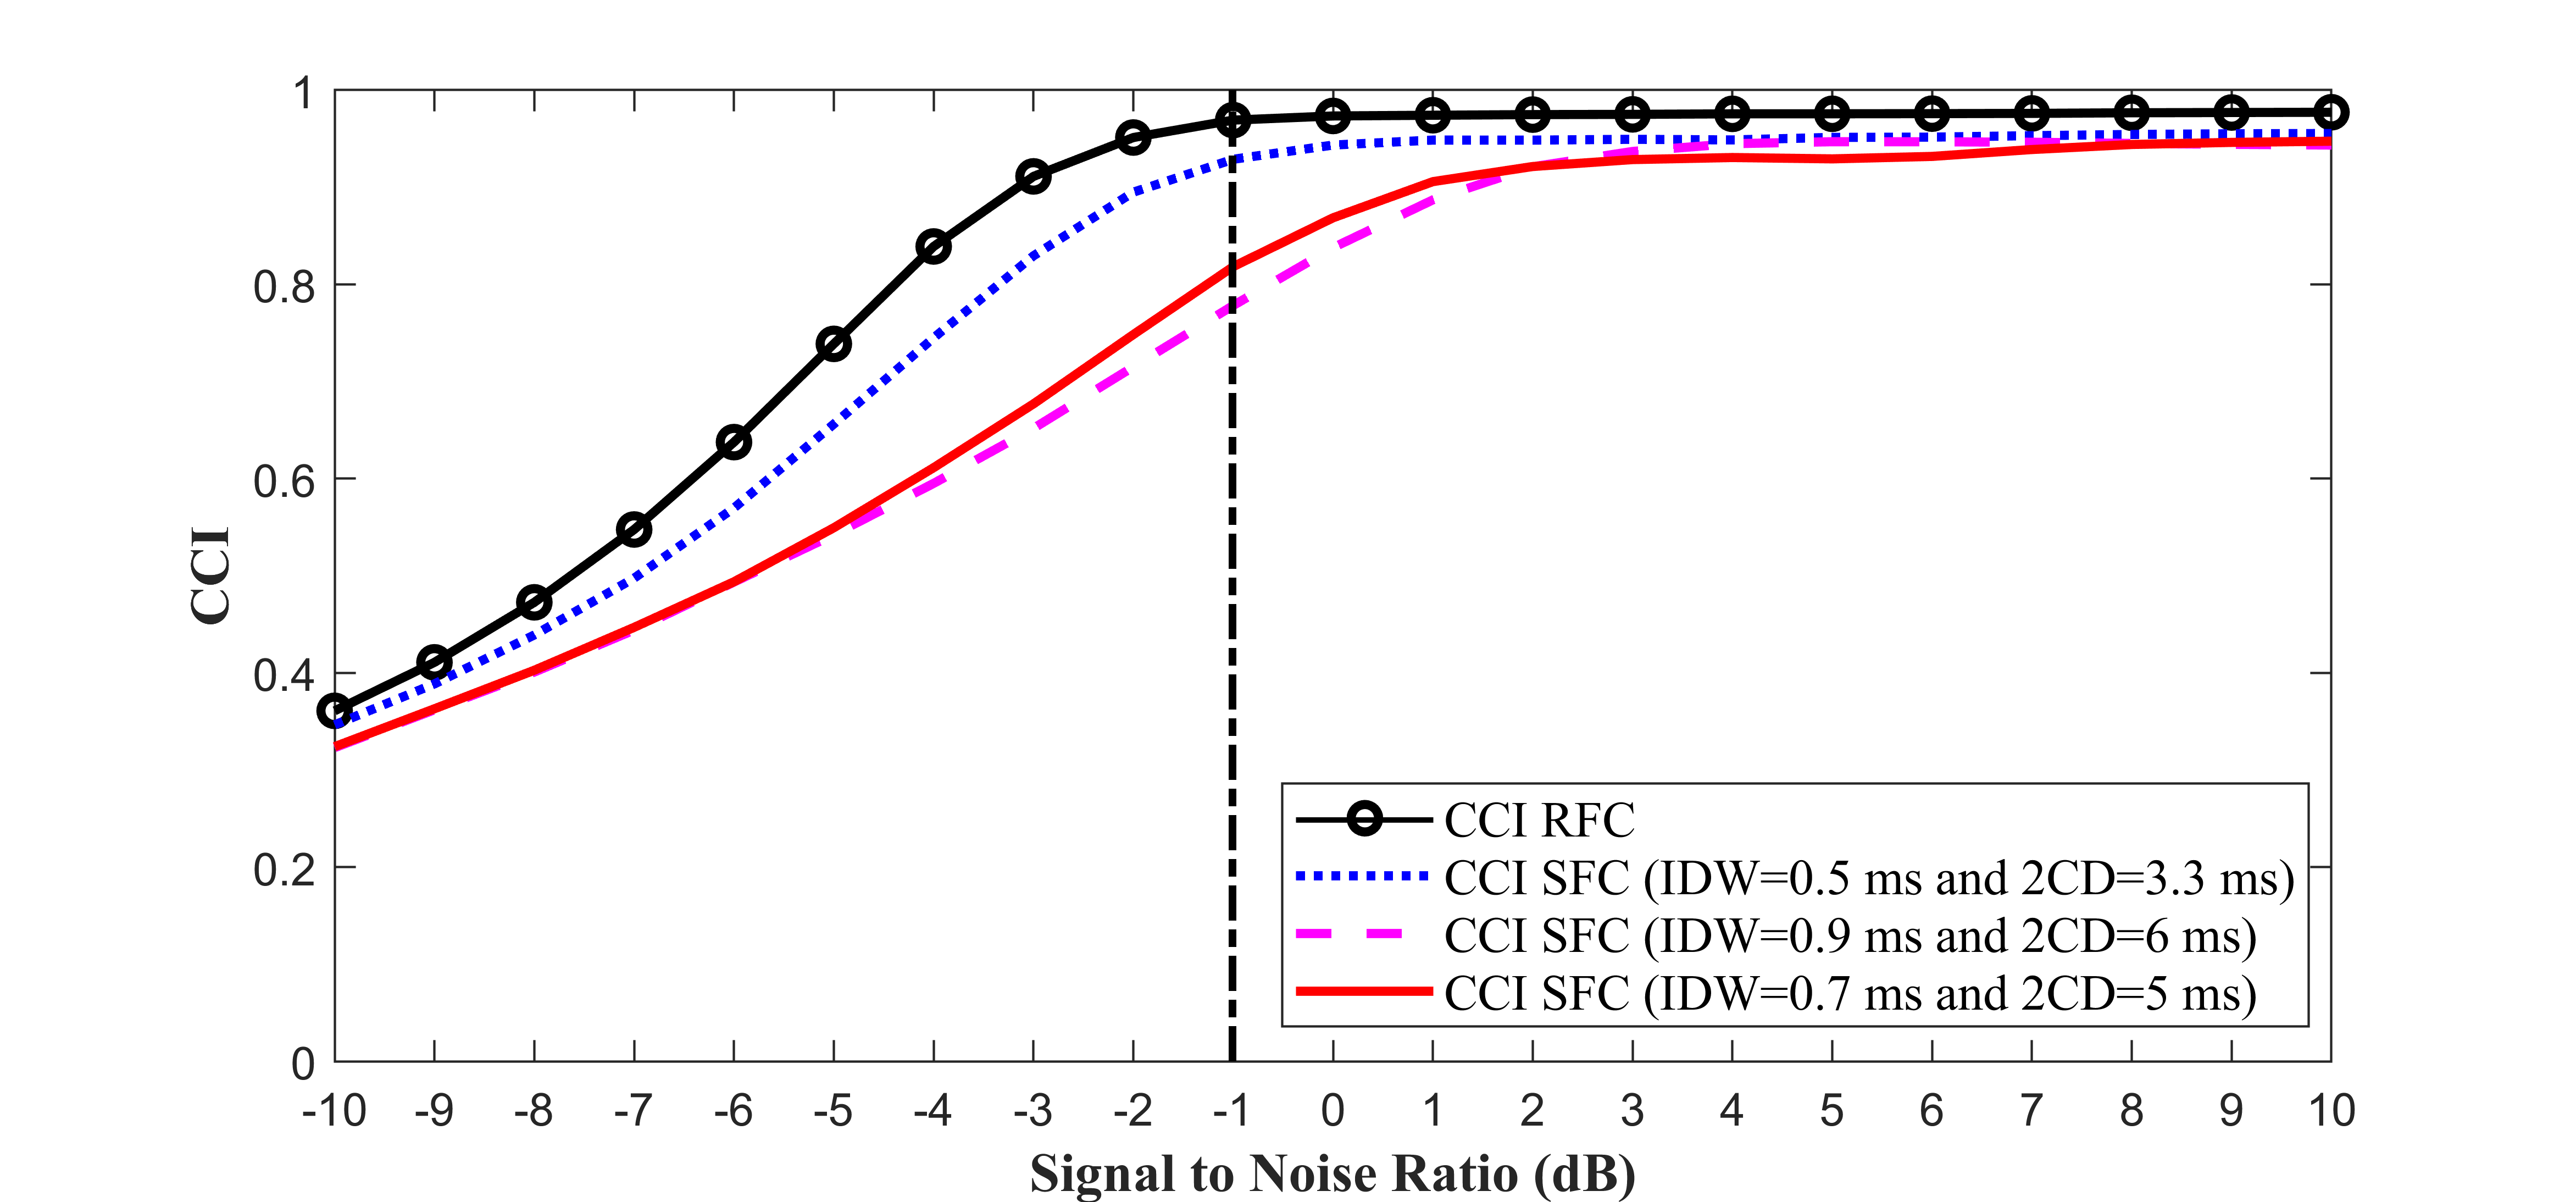 1
0.8
0.6
0.4
0.2
0
CCI
-10 -9 -8 -7 -6 -5 -4 -3 -2 -1 0 1 2 3 4 5 6 7 8 9 10
Signal to Noise Ratio (dB)
CCI RFC
CCI SFC (IDW=0.5 ms and 2CD=3.3 ms)
CCI SFC (IDW=0.9 ms and 2CD=6 ms)
CCI SFC (IDW=0.7 ms and 2CD=5 ms)